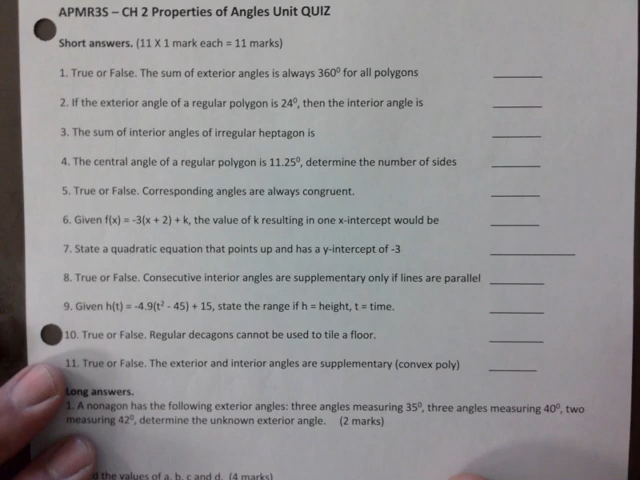 APMR3S – CH 2 Properties of Angles Unit QUIZ
Short answers. (11 X 1 mark each = 11 marks)
1. True or False. The sum of exterior angles is always 360⁰ for all polygons
2. If the exterior angle of a regular polygon is 24⁰, then the interior angle is
3. The sum of interior angles of irregular heptagon is
4. The central angle of a regular polygon is 11.25⁰, determine the number of sides
5. True or False. Corresponding angles are always congruent.
6. Given f(x) = -3(x + 2) + k, the value of k resulting in one x-intercept would be
7. State a quadratic equation that points up and has a y-intercept of -3
8. True or False. Consecutive interior angles are supplementary only if lines are parallel
9. Given h(t) = -4.9(t² - 45) + 15, state the range if h = height, t = time.
10. True or False. Regular decagons cannot be used to tile a floor.
11. True or False. The exterior and interior angles are supplementary (convex poly)
Long answers.
1. A nonagon has the following exterior angles: three angles measuring 35⁰, three angles measuring 40⁰, two
measuring 42⁰, determine the unknown exterior angle. (2 marks)
the values of a, b, c and d. (4 marks)